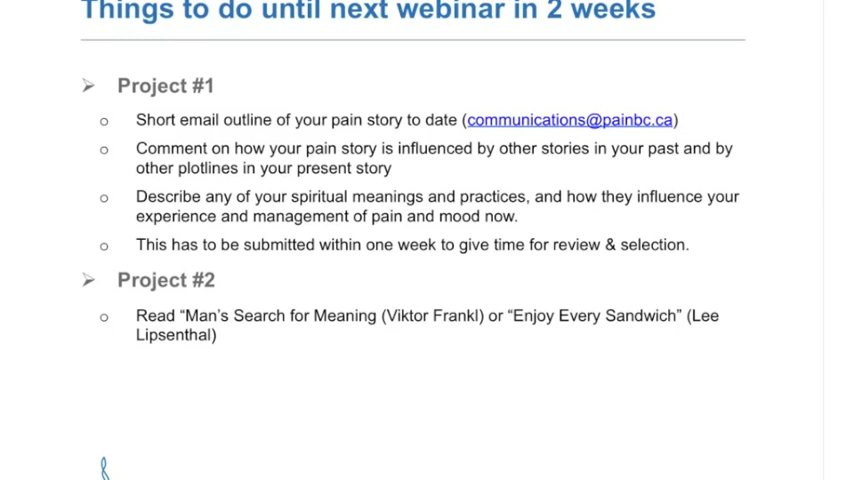 Things to do until next webinar in 2 weeks
Project #1
Short email outline of your pain story to date (communications@painbc.ca)
Comment on how your pain story is influenced by other stories in your past and by
other plotlines in your present story
Describe any of your spiritual meanings and practices, and how they influence your
experience and management of pain and mood now.
This has to be submitted within one week to give time for review & selection.
Project #2
Read “Man’s Search for Meaning (Viktor Frankl) or “Enjoy Every Sandwich” (Lee
Lipsenthal)